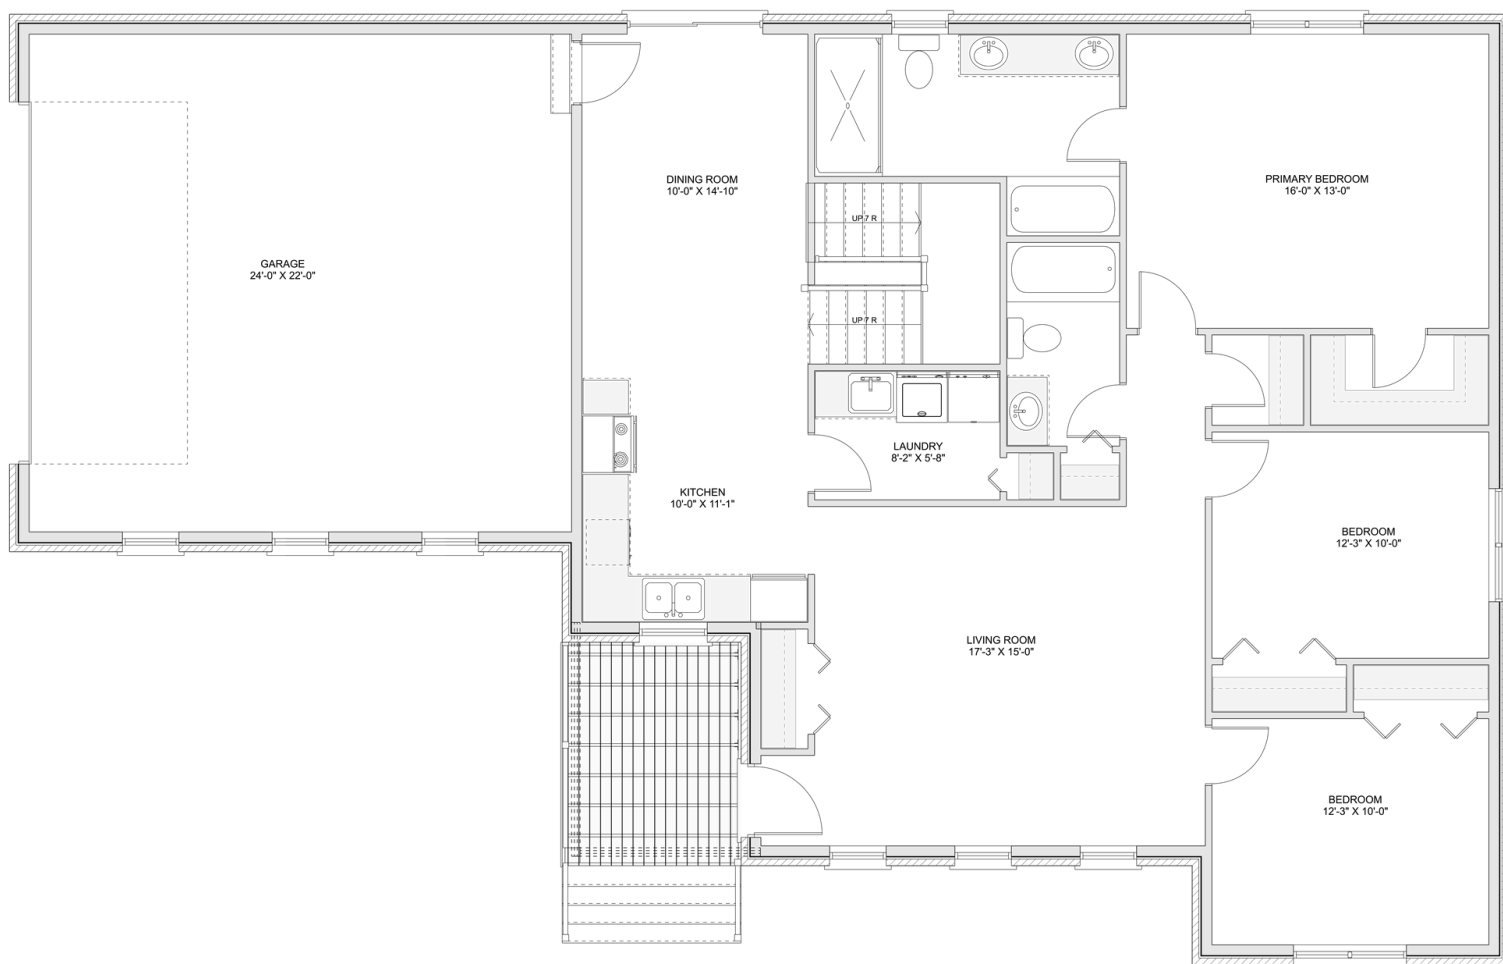 DINING ROOM
10'-0" X 14'-10"
PRIMARY BEDROOM
16'-0" X 13'-0"
UP 7 R
GARAGE
24'-0" X 22'-0"
UP 7 R
LAUNDRY
8'-2" X 5'-8"
KITCHEN
10'-0" X 11'-1"
BEDROOM
12'-3" X 10'-0"
LIVING ROOM
17'-3" X 15'-0"
BEDROOM
12'-3" X 10'-0"